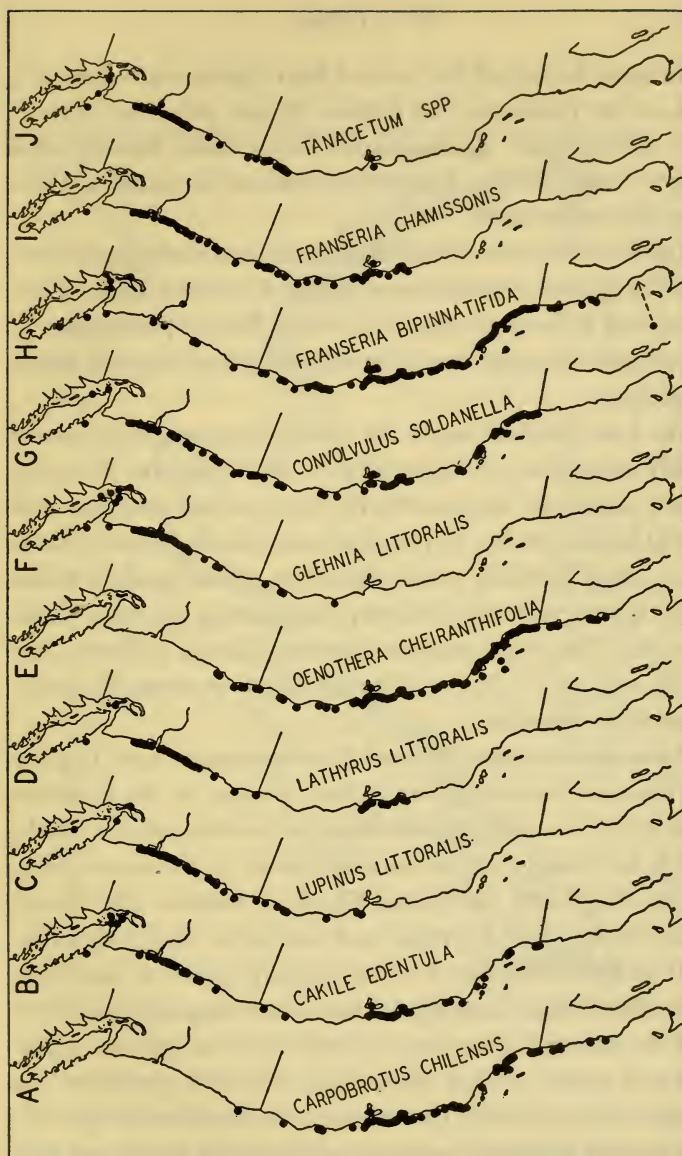 J
TANACETUM SPP
I
FRANSERIA CHAMISSONIS
H
FRANSERIA BIPINNATIFIDA
G
CONVOLVULUS SOLDANELLA
F
GLEHNIA LITTORALIS
E
OENOTHERA CHEIRANTHIFOLIA
D
LATHYRUS LITTORALIS
C
LUPINUS LITTORALIS
B
CAKILE EDENTULA
A
CARPOBROTUS CHILENSIS